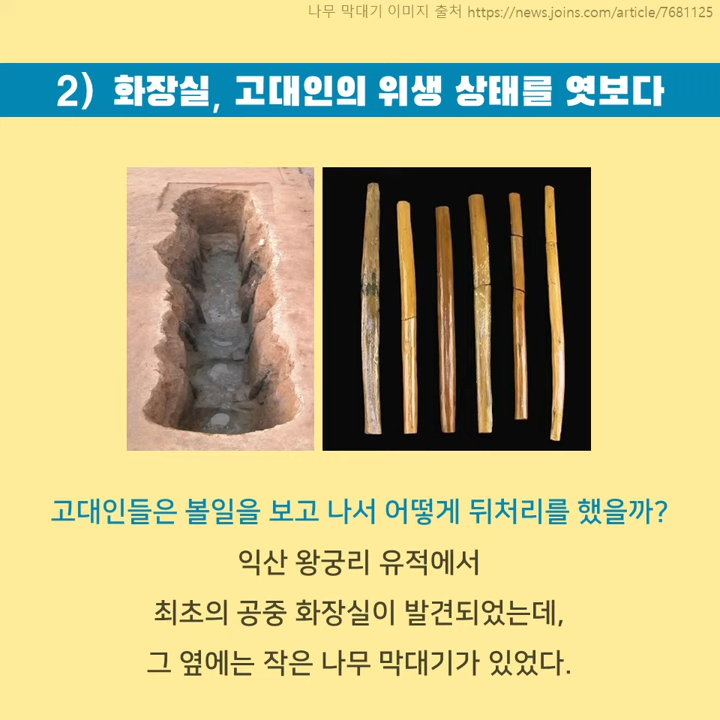 나무 막대기 이미지 출처 https://news.joins.com/article/7681125
2) 화장실, 고대인의 위생 상태를 엿보다
고대인들은 볼일을 보고 나서 어떻게 뒤처리를 했을까?
익산 왕궁리 유적에서
최초의 공중 화장실이 발견되었는데,
그 옆에는 작은 나무 막대기가 있었다.